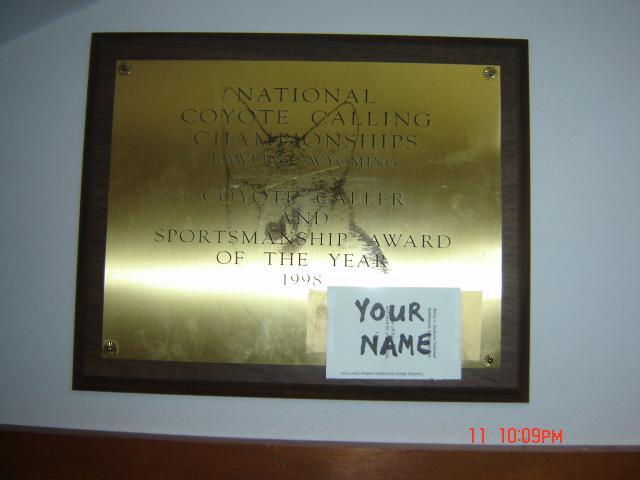 NATIONAL
COYOTE CALLING
CHAMPIONSHIPS
RAWLINS, WYOMING
COYOTE CALLER
AND
SPORTSMANSHIP AWARD
OF THE YEAR
1998
YOUR
NAME
11 10:09PM